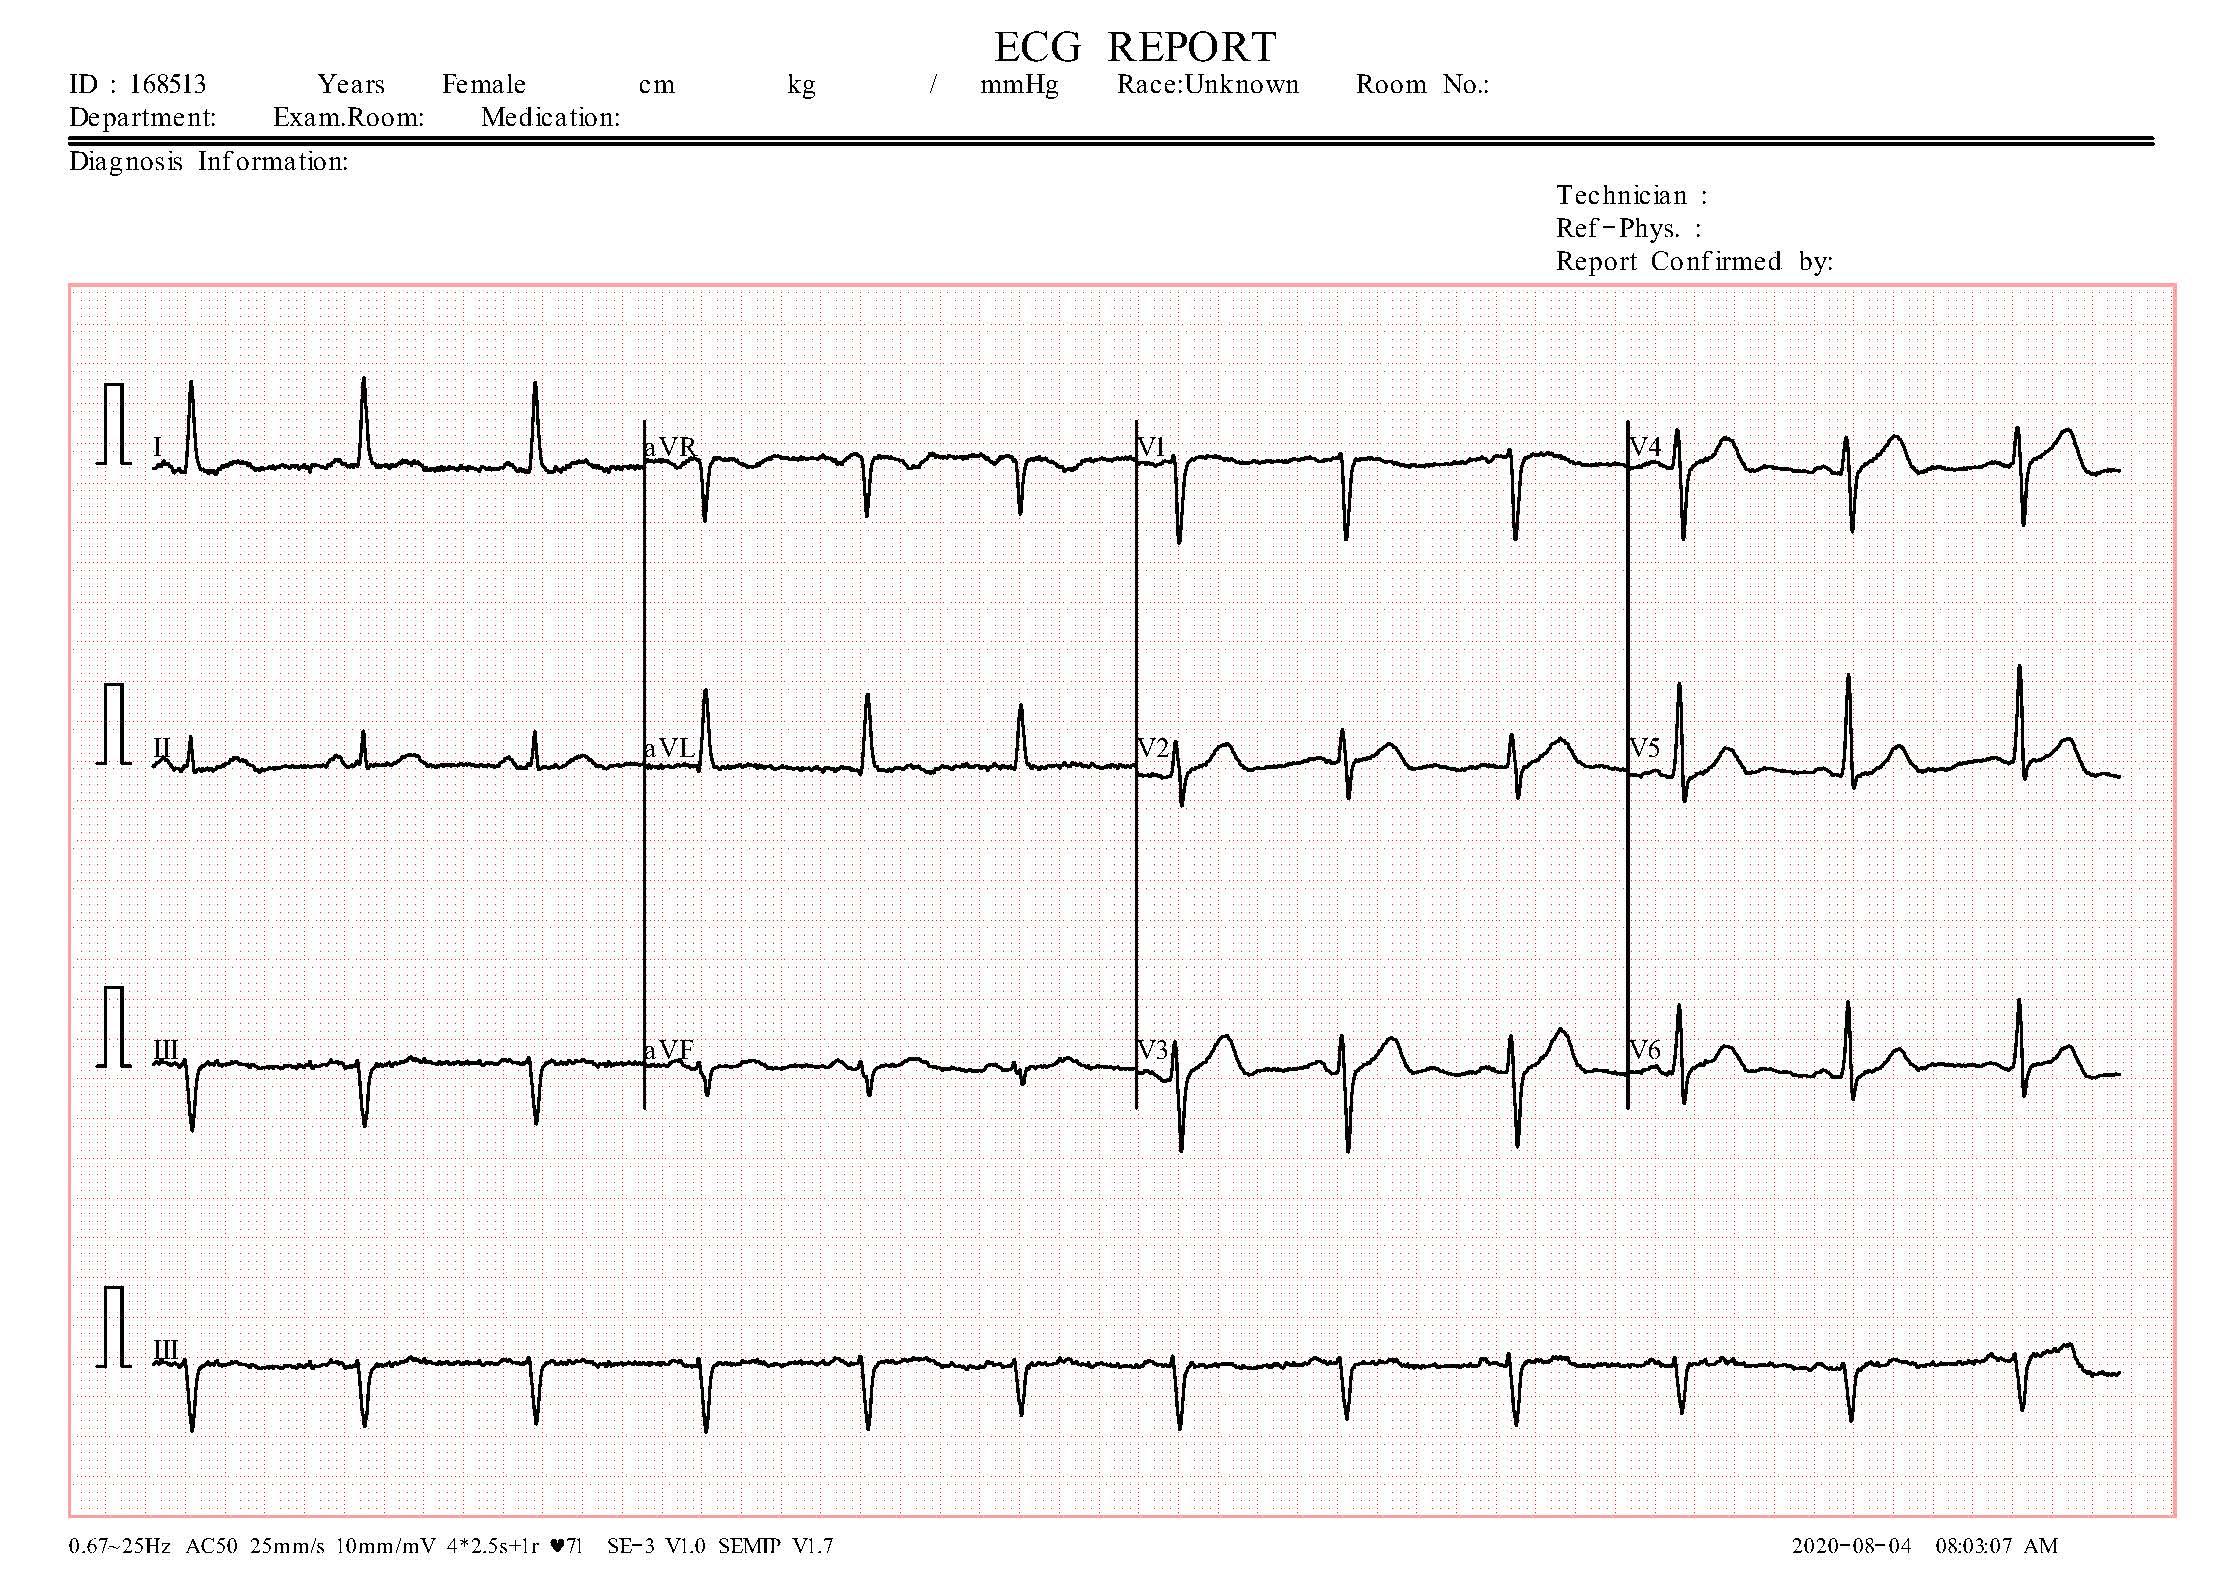 ECG REPORT
ID : 168513 Years Female cm kg / mmHg Race:Unknown Room No.:
Department: Exam.Room: Medication:
Diagnosis Information:
Technician :
Ref-Phys. :
Report Confirmed by:
I aVR V1 V4
II aVL V2 V5
III aVF V3 V6
III
0.67~25Hz AC50 25mm/s 10mm/mV 4*2.5s+1r ♥71 SE-3 V1.0 SEMIP V1.7 2020-08-04 08:03:07 AM